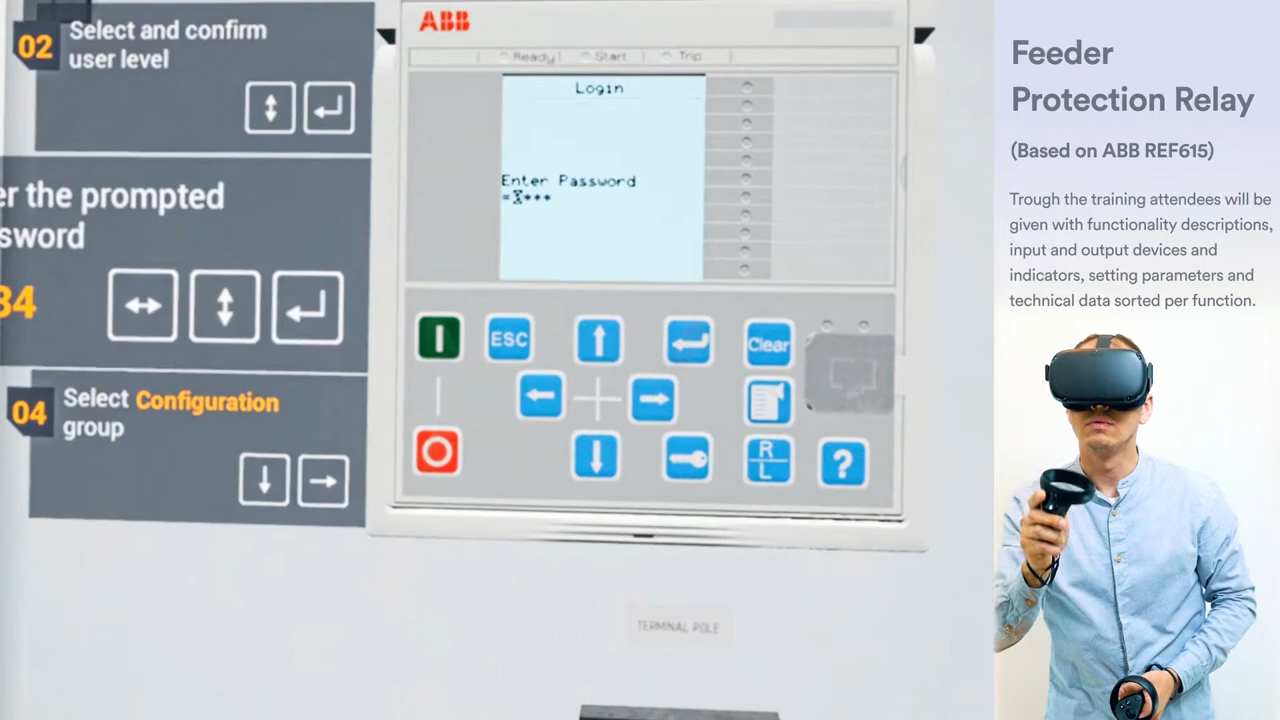 02
Select and confirm
user level
er the prompted
sword
34
04
Select Configuration
group
ABB
Ready
Start
Trip
Login
Enter Password
***
ESC
Clear
R
L
?
TERMINAL POLE
Feeder
Protection Relay
(Based on ABB REF615)
Trough the training attendees will be
given with functionality descriptions,
input and output devices and
indicators, setting parameters and
technical data sorted per function.